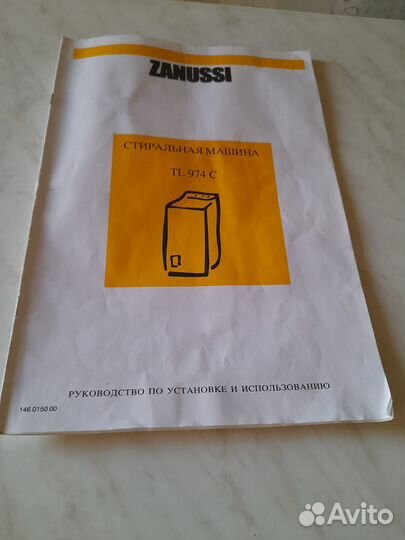 ZANUSSI
СТИРАЛЬНАЯ МАШИНА
TL 974 C
РУКОВОДСТВО ПО УСТАНОВКЕ И ИСПОЛЬЗОВАНИЮ
146 0150 00
Avito